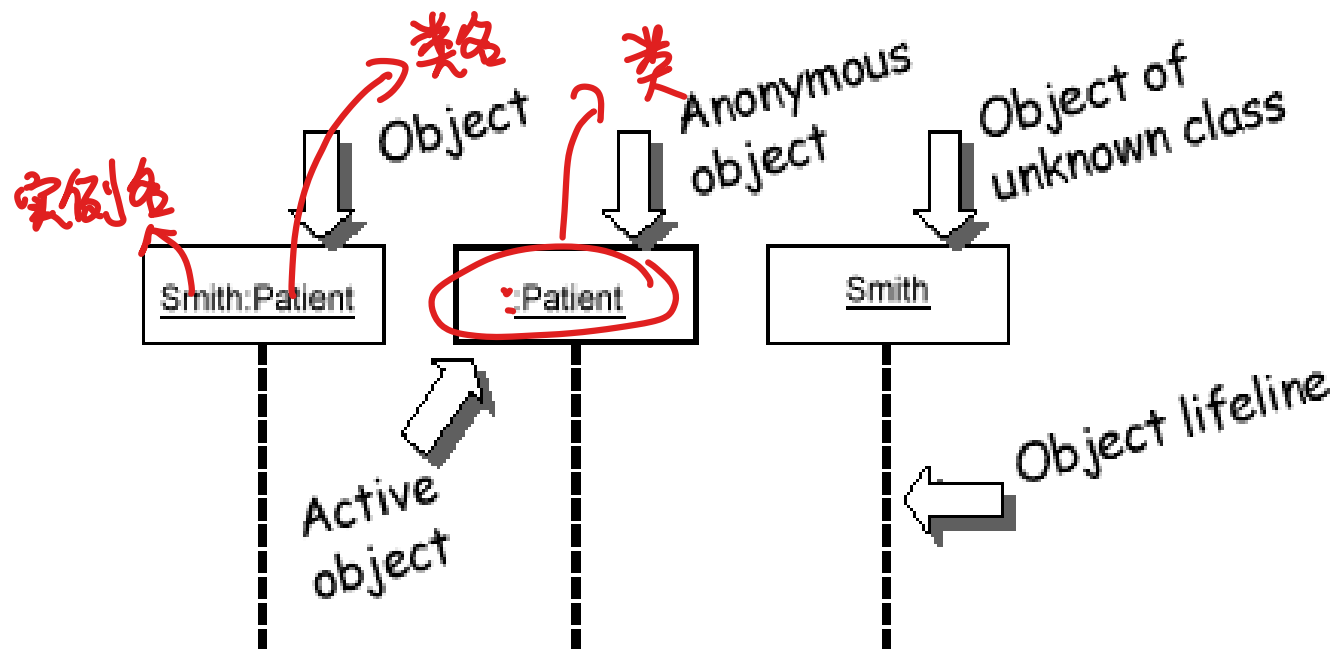 类名
类
Object
Anonymous
object
Object of
unknown class
实例名
Smith:Patient
:Patient
Smith
Active
object
Object lifeline